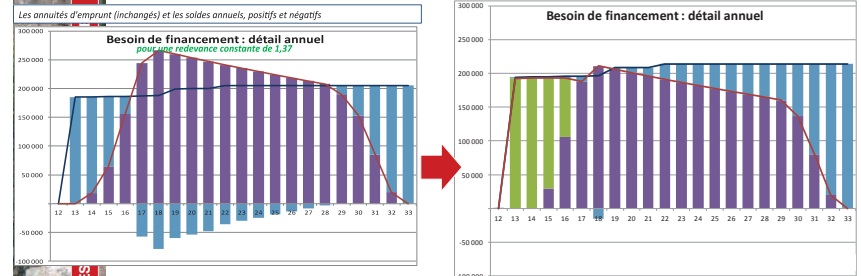 Les annuités d'emprunt (inchangés) et les soldes annuels, positifs et négatifs
Besoin de financement : détail annuel
pour une redevance constante de 1,37
300 000
250 000
200 000
150 000
100 000
50 000
0
-50 000
-100 000
12 13 14 15 16 17 18 19 20 21 22 23 24 25 26 27 28 29 30 31 32 33
Besoin de financement : détail annuel
300 000
250 000
200 000
150 000
100 000
50 000
0
-50 000
-100 000
12 13 14 15 16 17 18 19 20 21 22 23 24 25 26 27 28 29 30 31 32 33
ES